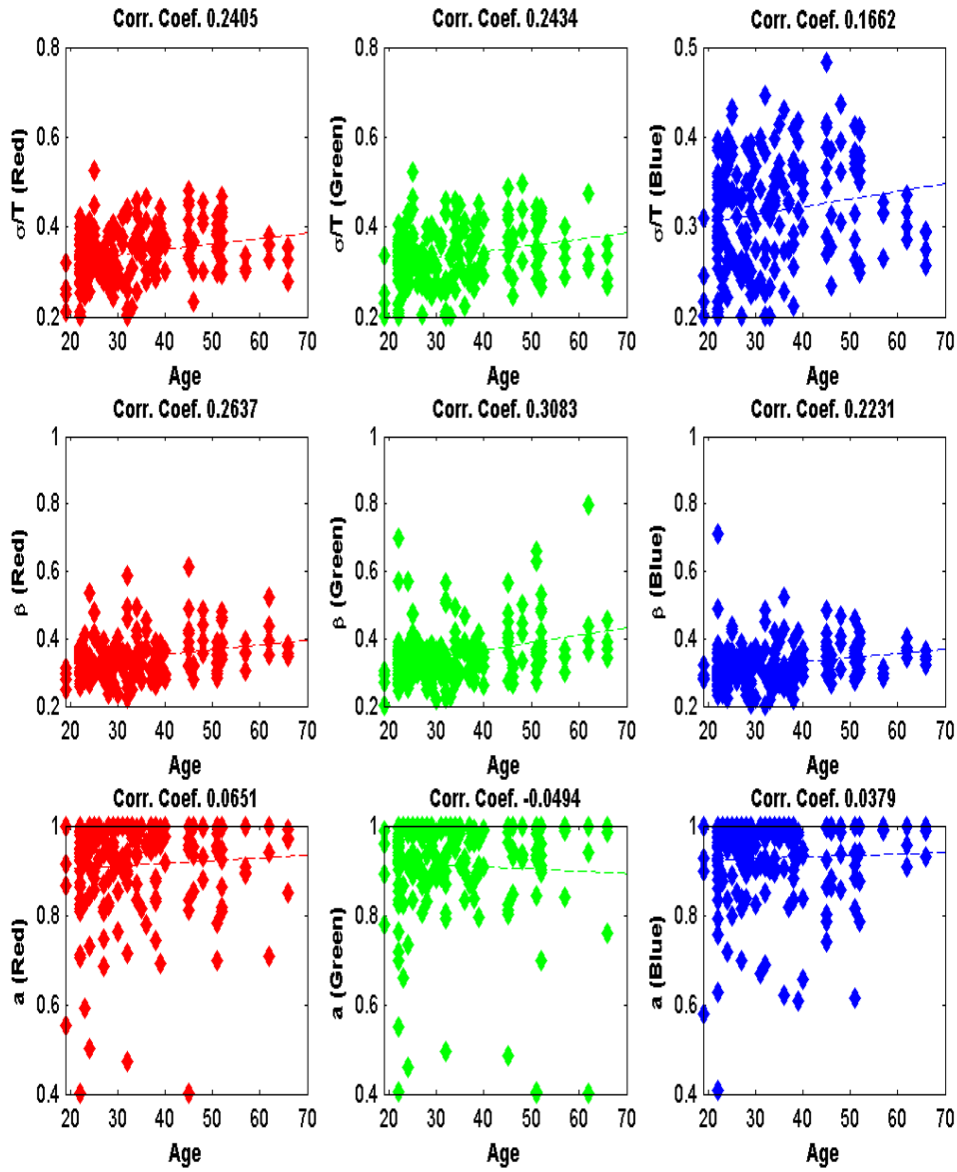 Corr. Coef. 0.2405
0.8
0.6
0.4
0.2
σ/T (Red)
20 30 40 50 60 70
Age
Corr. Coef. 0.2434
0.8
0.6
0.4
0.2
σ/T (Green)
20 30 40 50 60 70
Age
Corr. Coef. 0.1662
0.5
0.4
0.3
0.2
σ/T (Blue)
20 30 40 50 60 70
Age
Corr. Coef. 0.2637
1
0.8
0.6
0.4
0.2
β (Red)
20 30 40 50 60 70
Age
Corr. Coef. 0.3083
1
0.8
0.6
0.4
0.2
β (Green)
20 30 40 50 60 70
Age
Corr. Coef. 0.2231
1
0.8
0.6
0.4
0.2
β (Blue)
20 30 40 50 60 70
Age
Corr. Coef. 0.0651
1
0.8
0.6
0.4
a (Red)
20 30 40 50 60 70
Age
Corr. Coef. -0.0494
1
0.8
0.6
0.4
a (Green)
20 30 40 50 60 70
Age
Corr. Coef. 0.0379
1
0.8
0.6
0.4
a (Blue)
20 30 40 50 60 70
Age